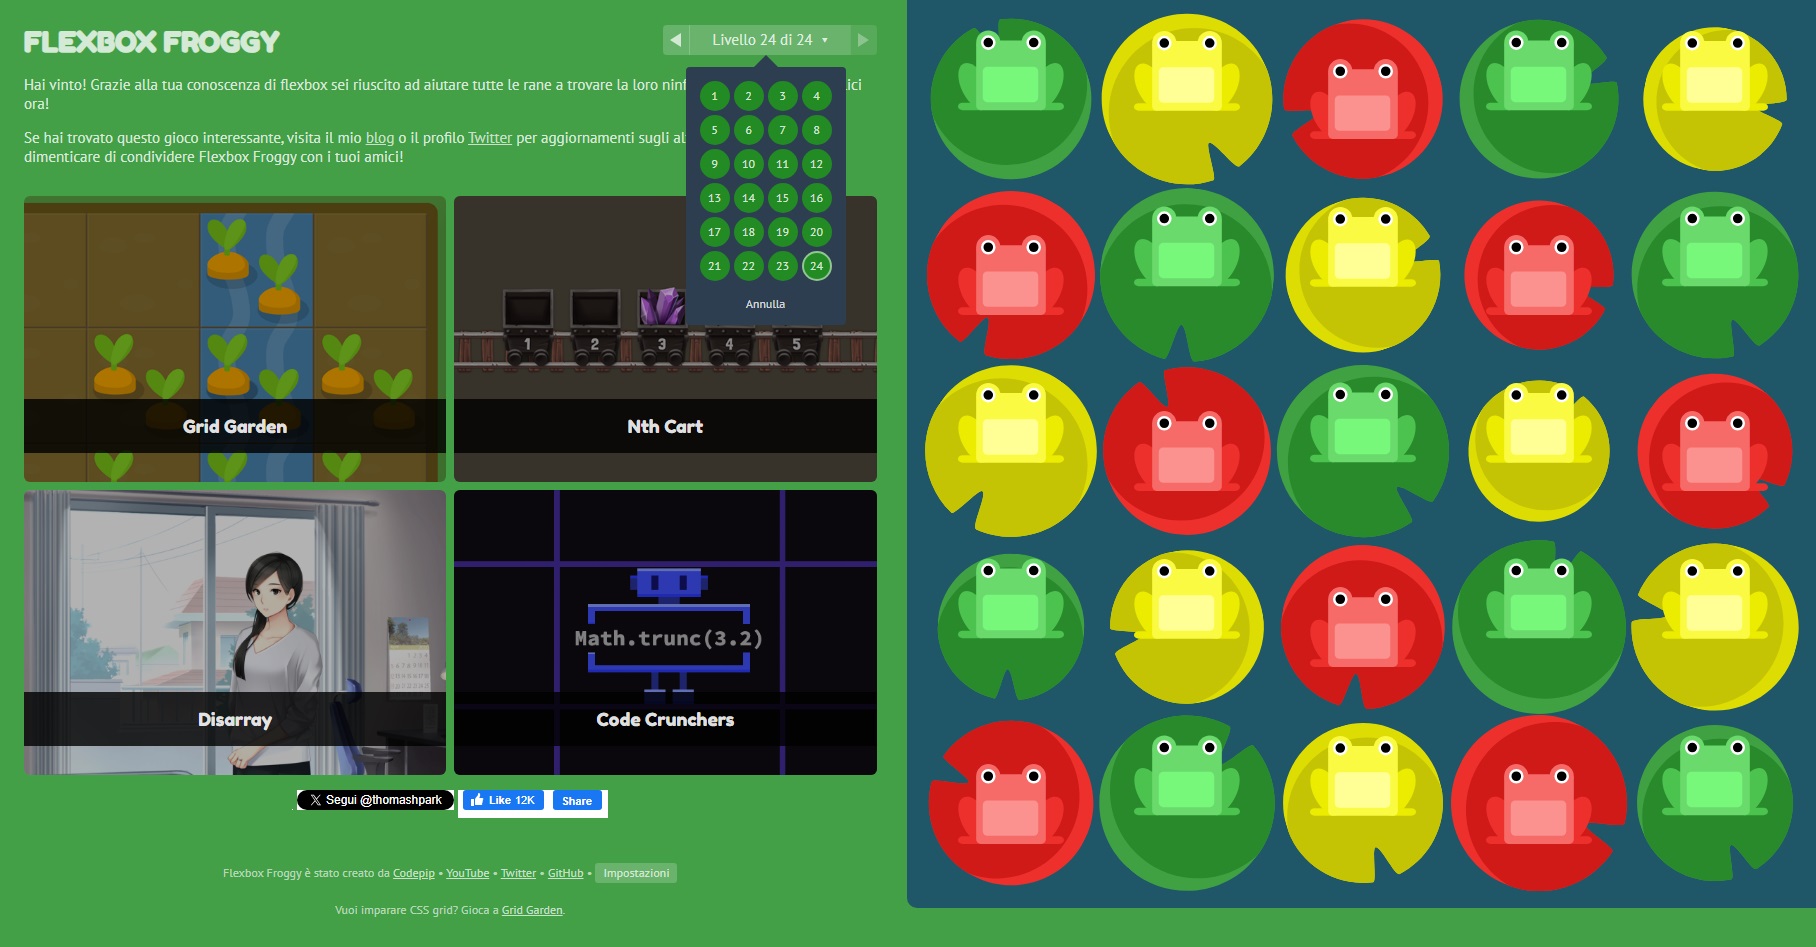 FLEXBOX FROGGY
Livello 24 di 24
Hai vinto! Grazie alla tua conoscenza di flexbox sei riuscito ad aiutare tutte le rane a trovare la loro
ora!
Se hai trovato questo gioco interessante, visita il mio blog o il profilo Twitter per aggiornamenti sugli
dimenticare di condividere Flexbox Froggy con i tuoi amici!
1 2 3 4
5 6 7 8
9 10 11 12
13 14 15 16
17 18 19 20
21 22 23 24
Annulla
1 2 3 4 5
Grid Garden
Nth Cart
Math.trunc(3.2)
Disarray
Code Crunchers
X Segui @thomashpark
Like 12K
Share
Flexbox Froggy è stato creato da Codepip • YouTube • Twitter • GitHub • Impostazioni
Vuoi imparare CSS grid? Gioca a Grid Garden.